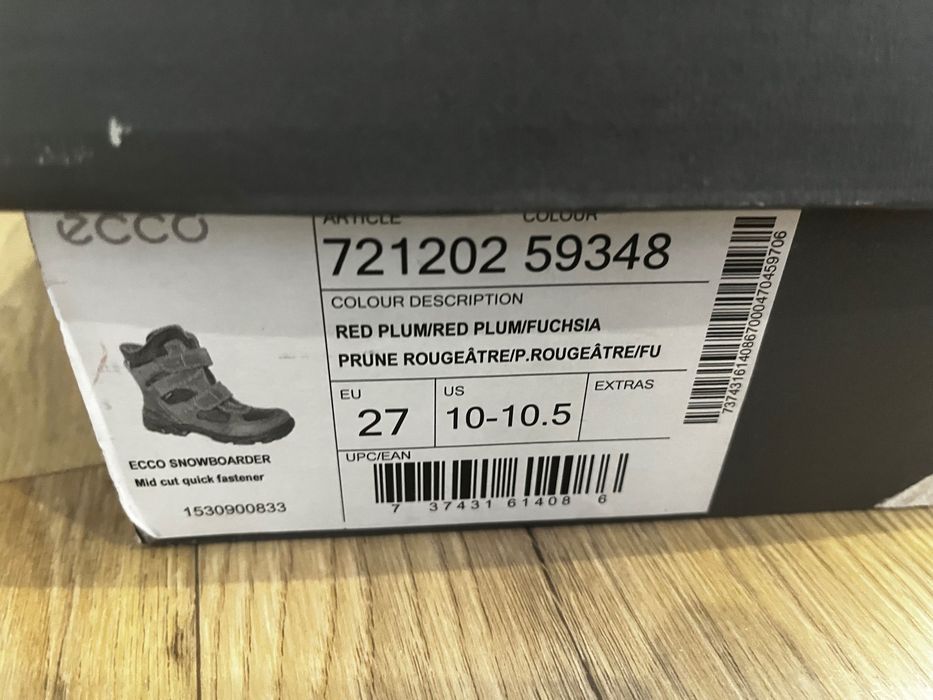 ecco
ARTICLE COLOUR
721202 59348
COLOUR DESCRIPTION
RED PLUM/RED PLUM/FUCHSIA
PRUNE ROUGEÂTRE/P.ROUGEÂTRE/FU
EU
27
US
10-10.5
EXTRAS
UPC/EAN
7 37431 61408 6
ECCO SNOWBOARDER
Mid cut quick fastener
1530900833
7374316140867000470459706